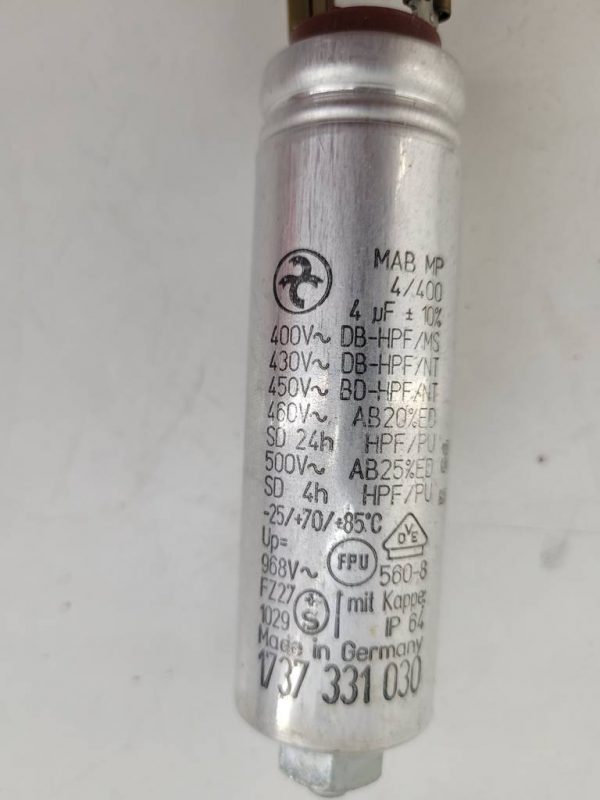 MAB MP
4/400
4 µF ± 10%
400V~ DB-HPF/MS
430V~ DB-HPF/NT
450V~ BD-HPF/NT
460V~ AB20%ED
SD 24h HPF/PU
500V~ AB25%ED
SD 4h HPF/PU
-25/+70/+85°C
Up=
968V~ FPU OVE 560-8
FZ27 mit Kappe:
1029 +S IP 64
Made in Germany
1737 331 030